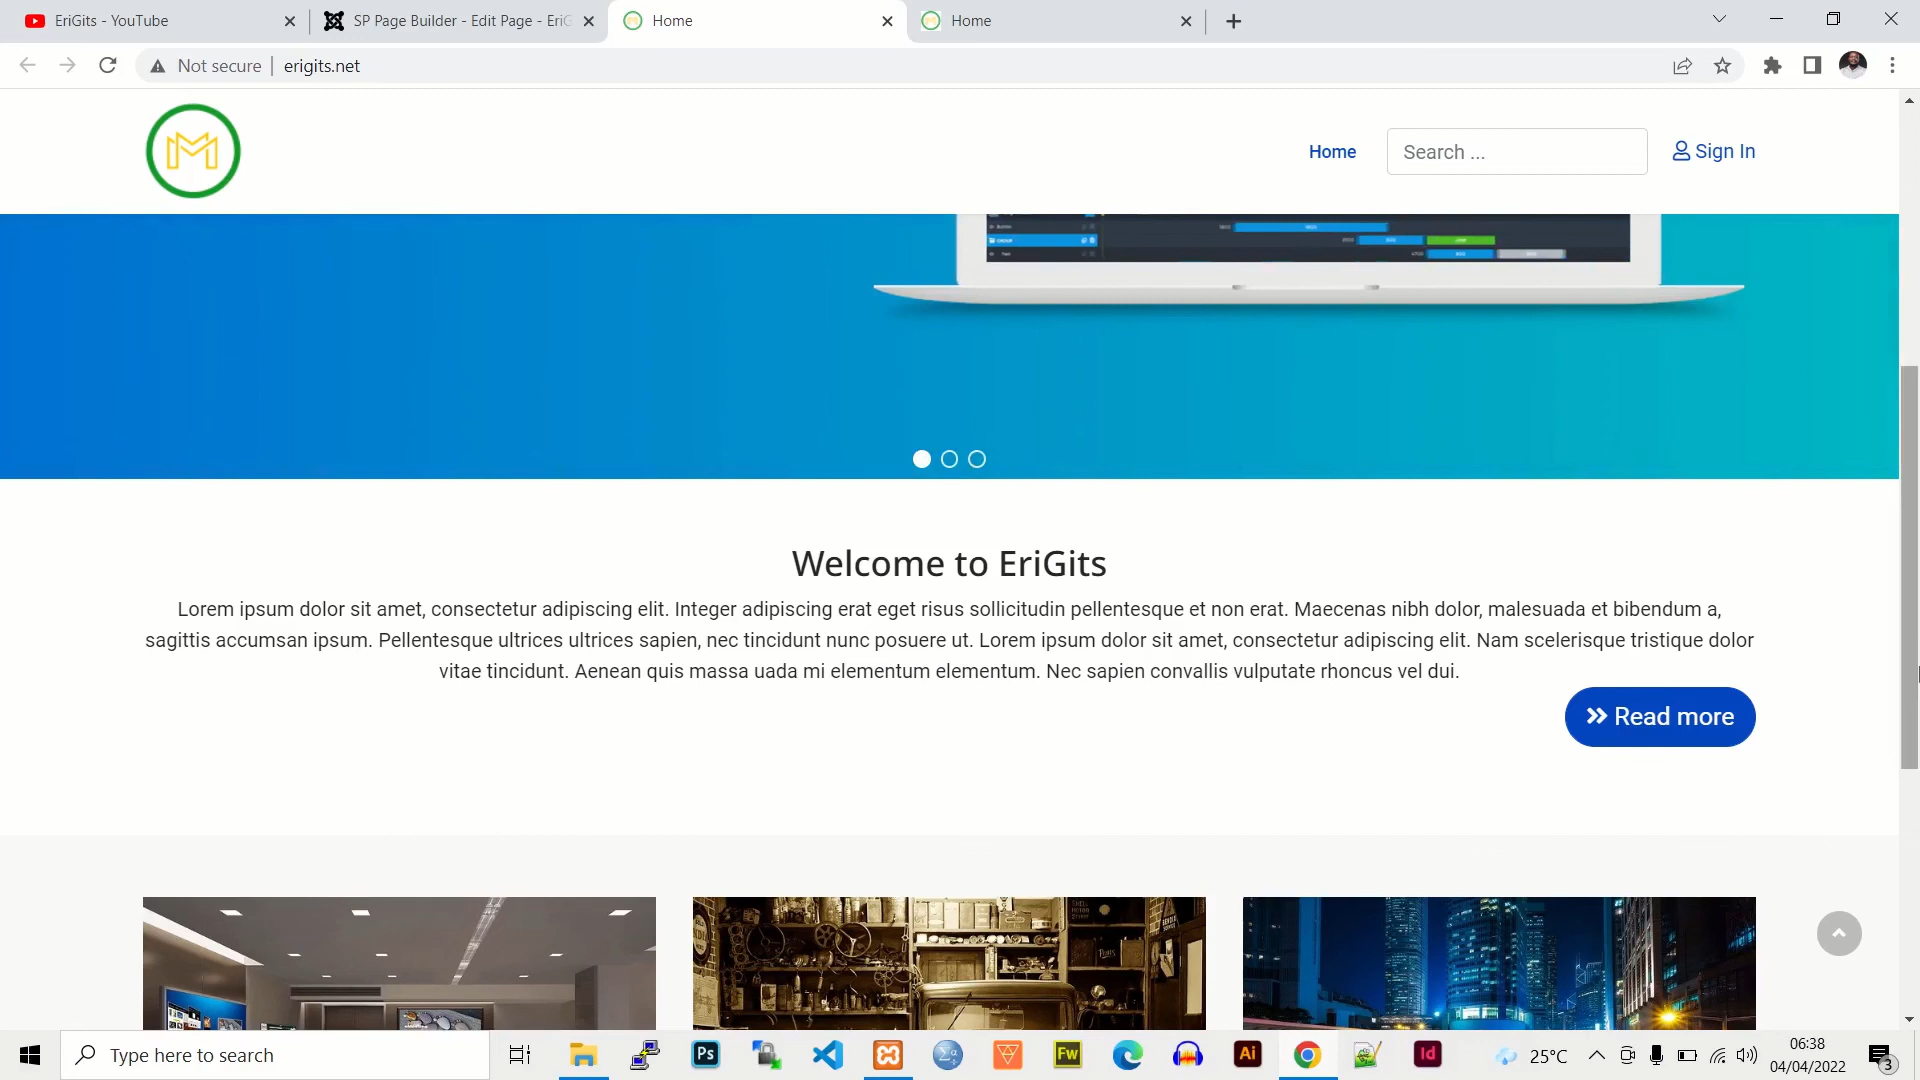 EriGits - YouTube
SP Page Builder - Edit Page - EriG
Home
Home
Not secure
erigits.net
M
Home
Search ...
Sign In
Welcome to EriGits
Lorem ipsum dolor sit amet, consectetur adipiscing elit. Integer adipiscing erat eget risus sollicitudin pellentesque et non erat. Maecenas nibh dolor, malesuada et bibendum a,
sagittis accumsan ipsum. Pellentesque ultrices ultrices sapien, nec tincidunt nunc posuere ut. Lorem ipsum dolor sit amet, consectetur adipiscing elit. Nam scelerisque tristique dolor
vitae tincidunt. Aenean quis massa uada mi elementum elementum. Nec sapien convallis vulputate rhoncus vel dui.
Read more
Type here to search
Ps
Σα
Fw
Ai
Id
25°C
06:38
04/04/2022
3